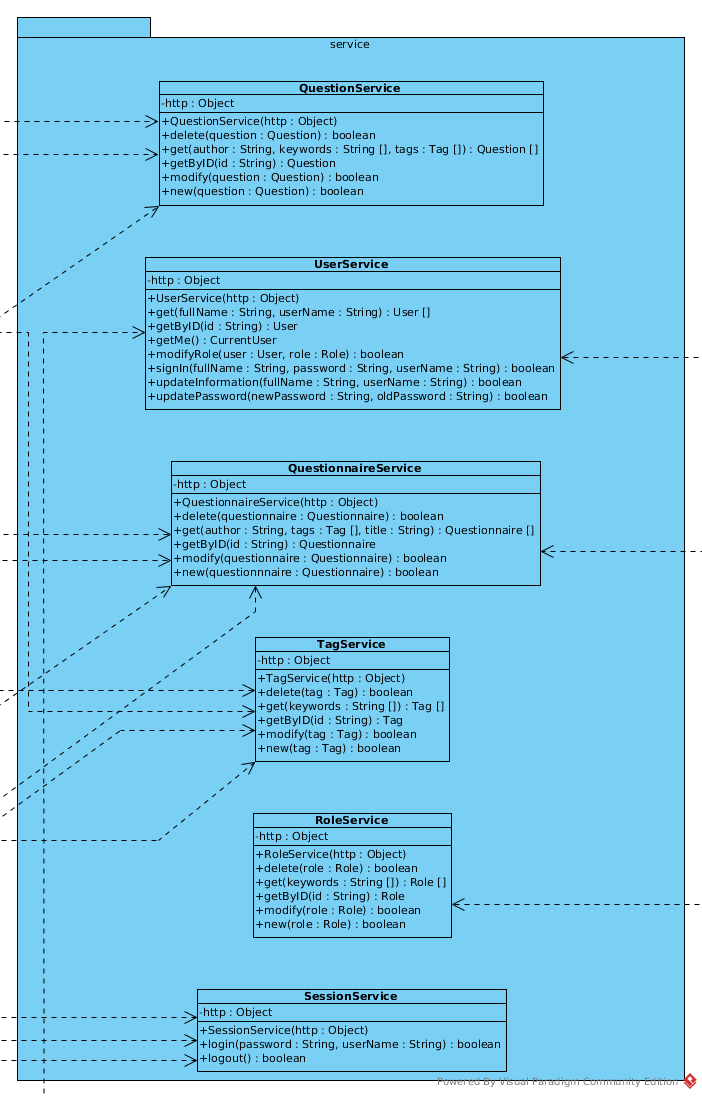 service
QuestionService
-http : Object
+QuestionService(http : Object)
+delete(question : Question) : boolean
+get(author : String, keywords : String [], tags : Tag []) : Question []
+getByID(id : String) : Question
+modify(question : Question) : boolean
+new(question : Question) : boolean
UserService
-http : Object
+UserService(http : Object)
+get(fullName : String, userName : String) : User []
+getByID(id : String) : User
+getMe() : CurrentUser
+modifyRole(user : User, role : Role) : boolean
+signIn(fullName : String, password : String, userName : String) : boolean
+updateInformation(fullName : String, userName : String) : boolean
+updatePassword(newPassword : String, oldPassword : String) : boolean
QuestionnaireService
-http : Object
+QuestionnaireService(http : Object)
+delete(questionnaire : Questionnaire) : boolean
+get(author : String, tags : Tag [], title : String) : Questionnaire []
+getByID(id : String) : Questionnaire
+modify(questionnaire : Questionnaire) : boolean
+new(questionnnaire : Questionnaire) : boolean
TagService
-http : Object
+TagService(http : Object)
+delete(tag : Tag) : boolean
+get(keywords : String []) : Tag []
+getByID(id : String) : Tag
+modify(tag : Tag) : boolean
+new(tag : Tag) : boolean
RoleService
-http : Object
+RoleService(http : Object)
+delete(role : Role) : boolean
+get(keywords : String []) : Role []
+getByID(id : String) : Role
+modify(role : Role) : boolean
+new(role : Role) : boolean
SessionService
-http : Object
+SessionService(http : Object)
+login(password : String, userName : String) : boolean
+logout() : boolean
Powered By Visual Paradigm Community Edition